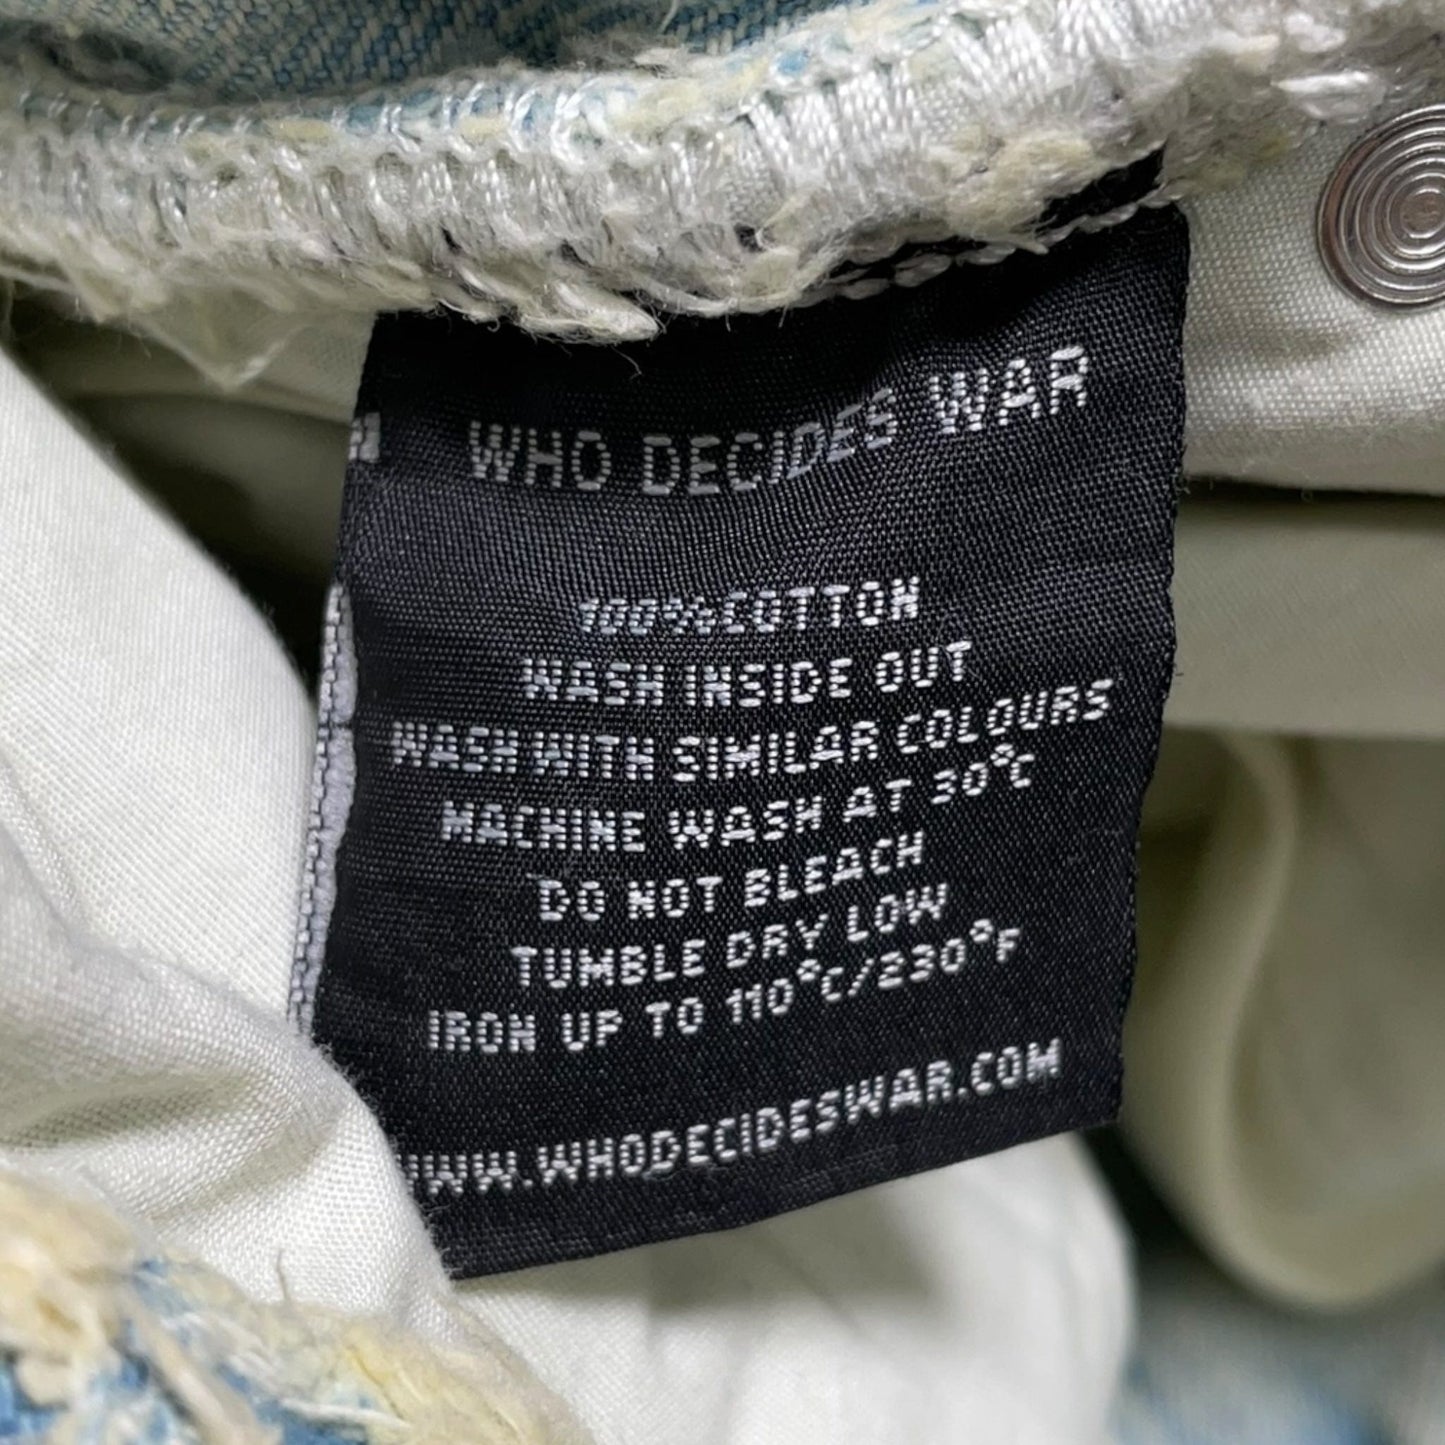 WHO DECIDES WAR
100%COTTON
WASH INSIDE OUT
WASH WITH SIMILAR COLOURS
MACHINE WASH AT 30°C
DO NOT BLEACH
TUMBLE DRY LOW
IRON UP TO 110°C/230°F
WWW.WHODECIDESWAR.COM